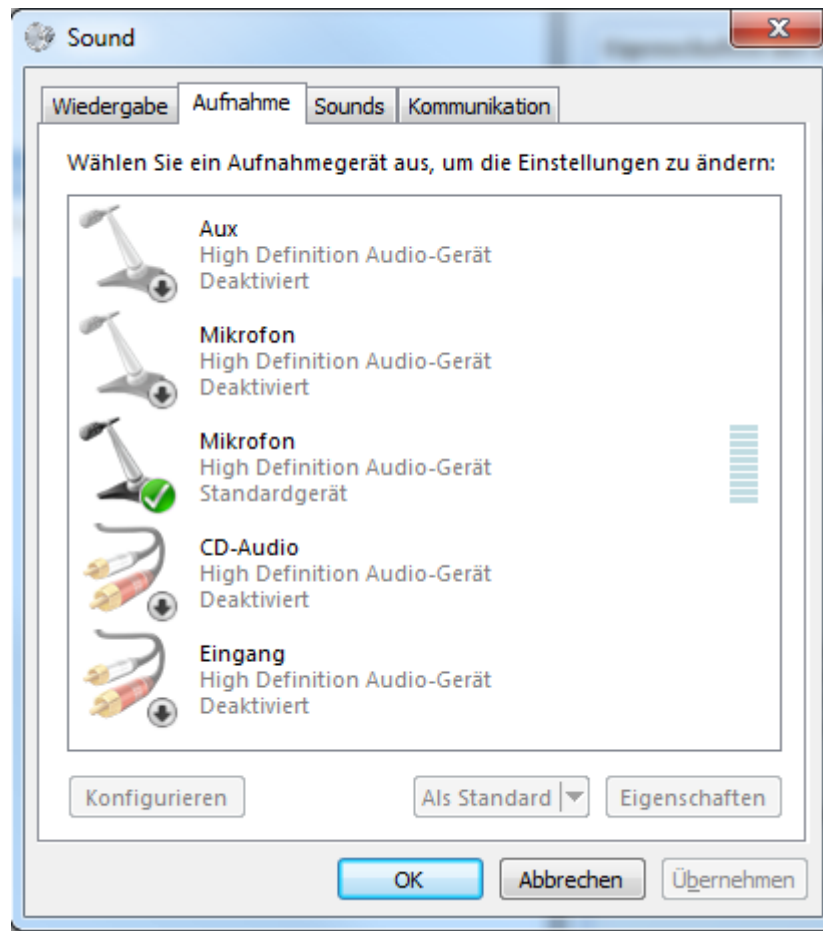 Sound
Wiedergabe
Aufnahme
Sounds
Kommunikation
Wählen Sie ein Aufnahmegerät aus, um die Einstellungen zu ändern:
Aux
High Definition Audio-Gerät
Deaktiviert
Mikrofon
High Definition Audio-Gerät
Deaktiviert
Mikrofon
High Definition Audio-Gerät
Standardgerät
CD-Audio
High Definition Audio-Gerät
Deaktiviert
Eingang
High Definition Audio-Gerät
Deaktiviert
Konfigurieren
Als Standard
Eigenschaften
OK
Abbrechen
Übernehmen